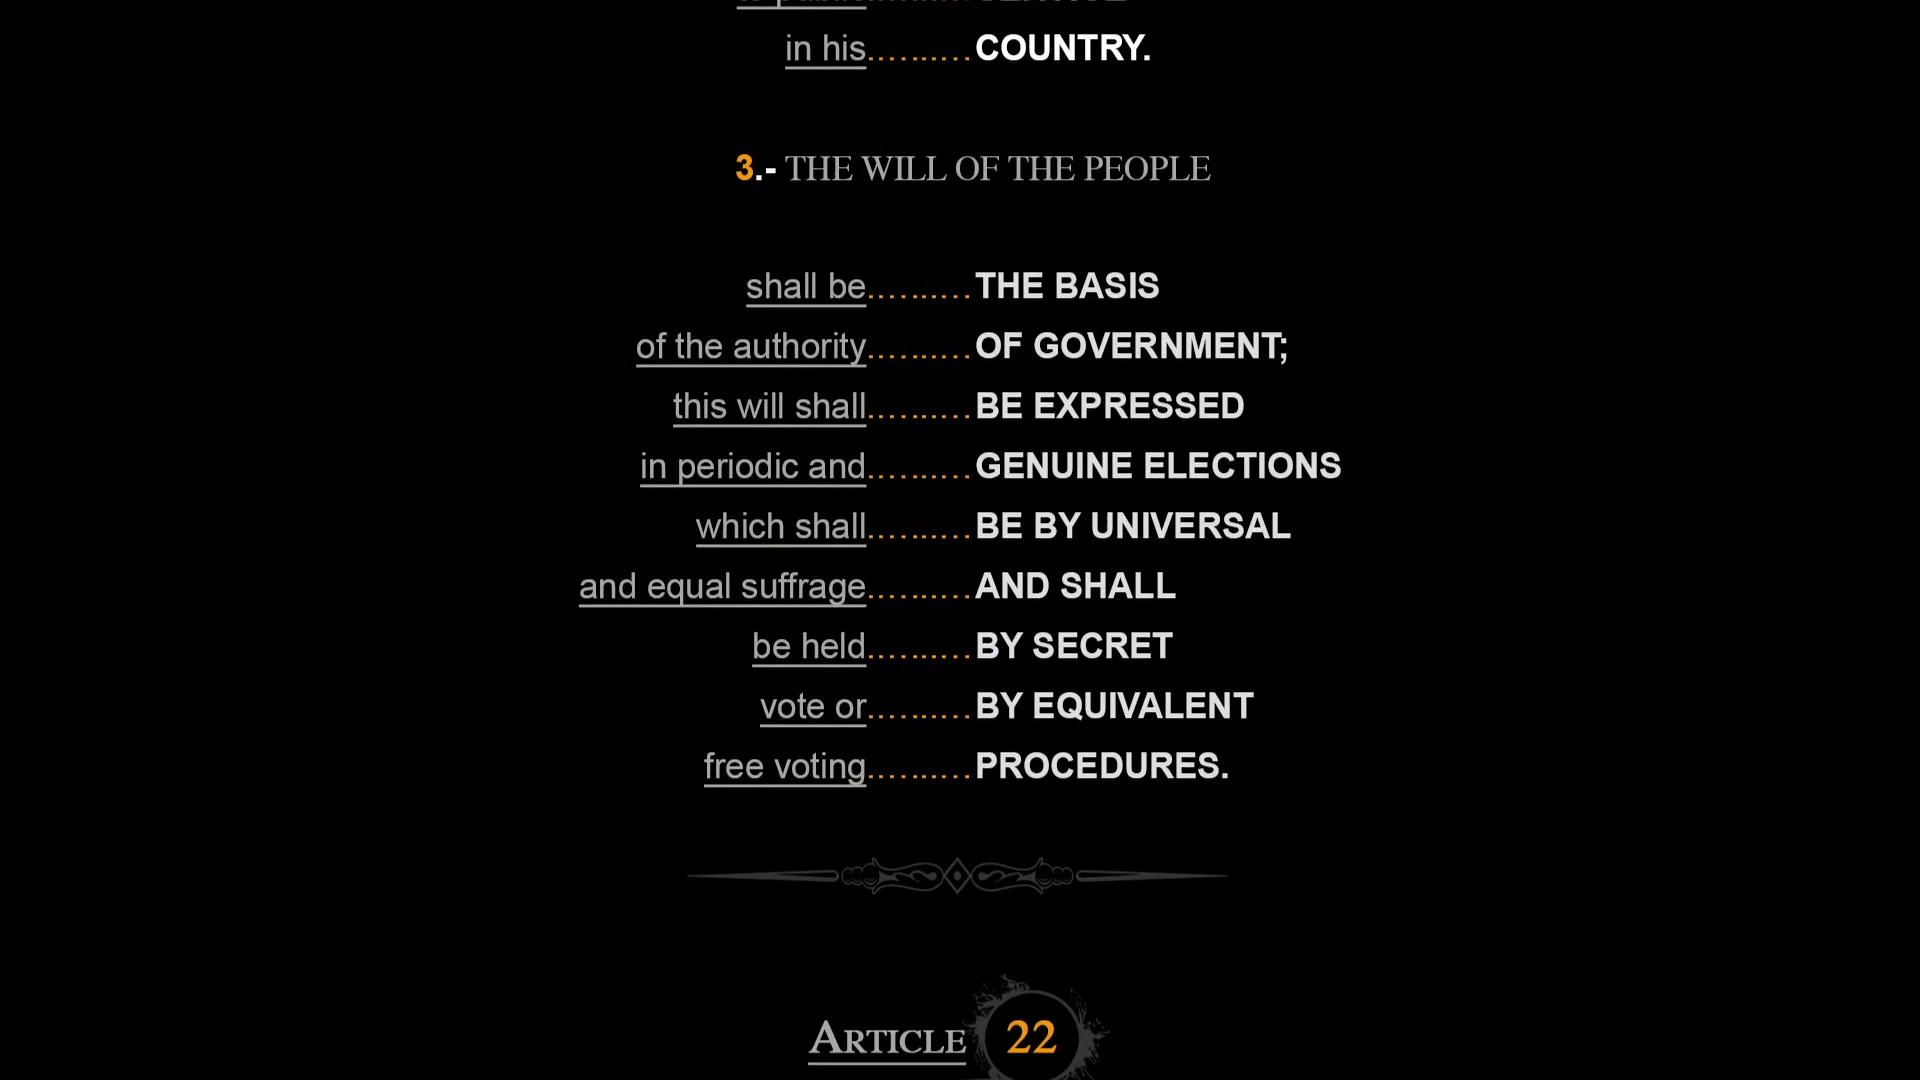 in his..........COUNTRY.
3.- THE WILL OF THE PEOPLE
shall be..........THE BASIS
of the authority..........OF GOVERNMENT;
this will shall..........BE EXPRESSED
in periodic and..........GENUINE ELECTIONS
which shall..........BE BY UNIVERSAL
and equal suffrage..........AND SHALL
be held..........BY SECRET
vote or..........BY EQUIVALENT
free voting..........PROCEDURES.
ARTICLE 22